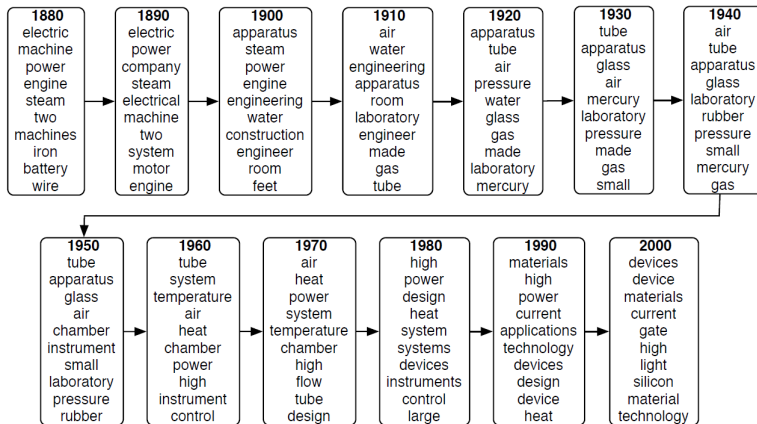 1880
electric
machine
power
engine
steam
two
machines
iron
battery
wire
1890
electric
power
company
steam
electrical
machine
two
system
motor
engine
1900
apparatus
steam
power
engine
engineering
water
construction
engineer
room
feet
1910
air
water
engineering
apparatus
room
laboratory
engineer
made
gas
tube
1920
apparatus
tube
air
pressure
water
glass
gas
made
laboratory
mercury
1930
tube
apparatus
glass
air
mercury
laboratory
pressure
made
gas
small
1940
air
tube
apparatus
glass
laboratory
rubber
pressure
small
mercury
gas
1950
tube
apparatus
glass
air
chamber
instrument
small
laboratory
pressure
rubber
1960
tube
system
temperature
air
heat
chamber
power
high
instrument
control
1970
air
heat
power
system
temperature
chamber
high
flow
tube
design
1980
high
power
design
heat
system
systems
devices
instruments
control
large
1990
materials
high
power
current
applications
technology
devices
design
device
heat
2000
devices
device
materials
current
gate
high
light
silicon
material
technology